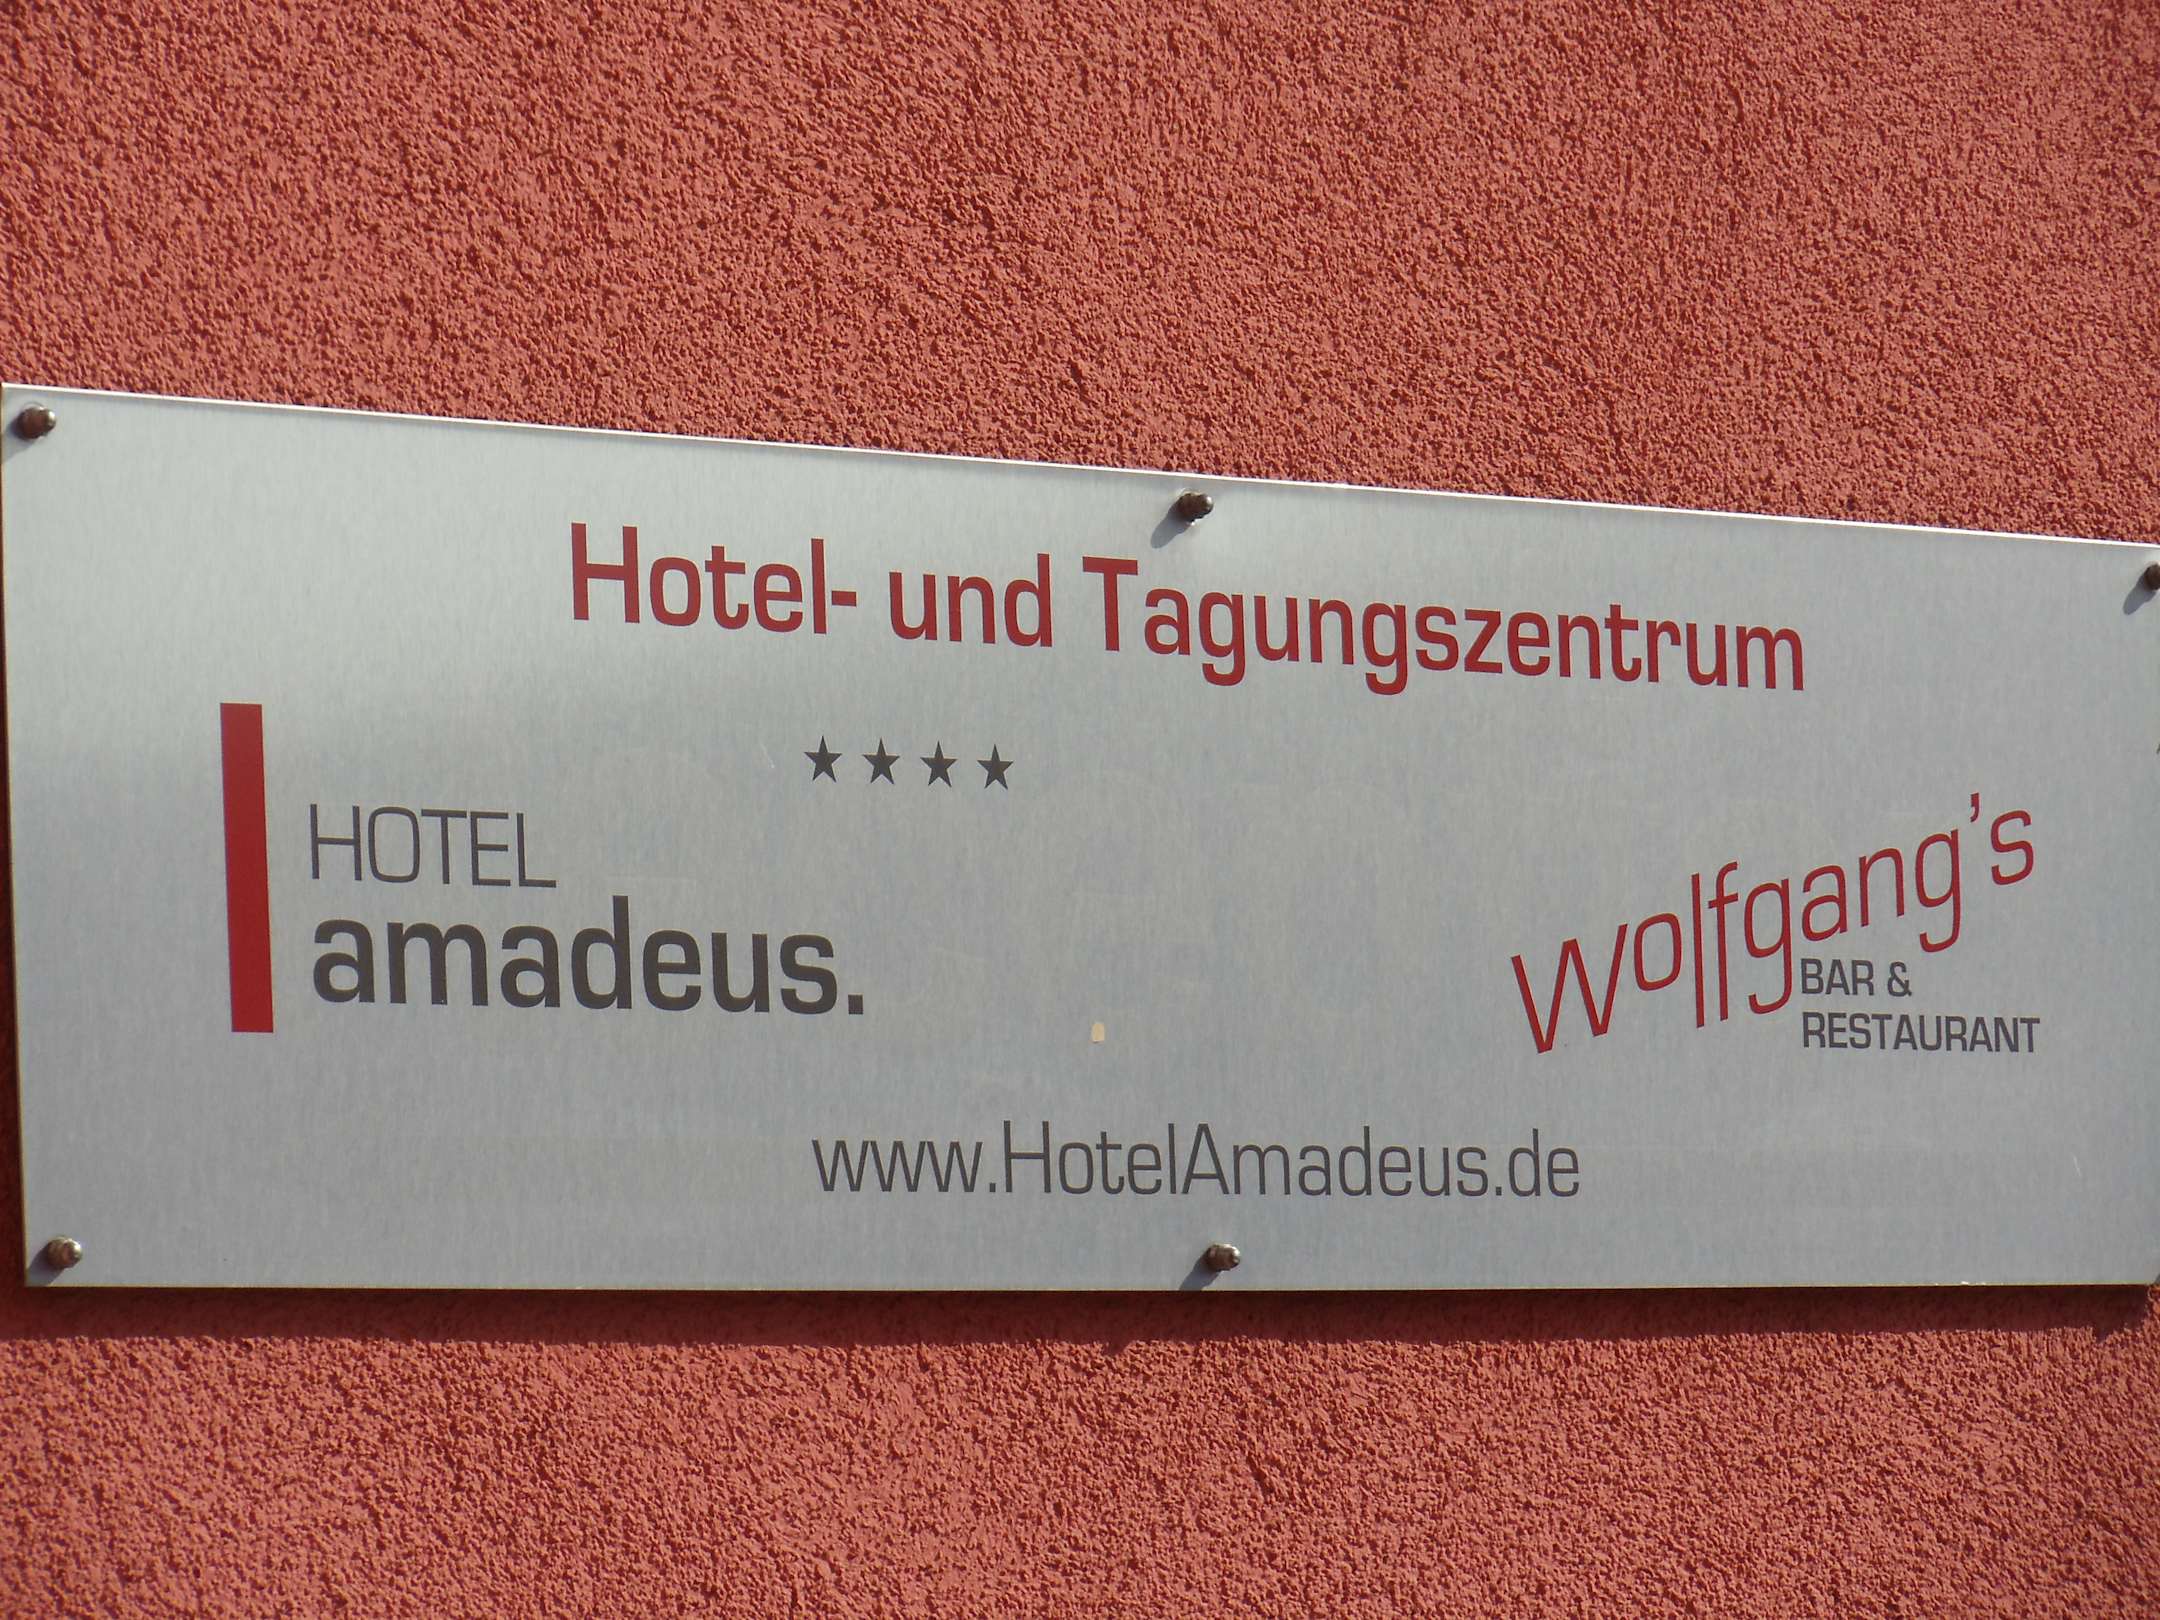 Hotel- und Tagungszentrum
★★★★
HOTEL
amadeus.
Wolfgang's
BAR &
RESTAURANT
www.HotelAmadeus.de